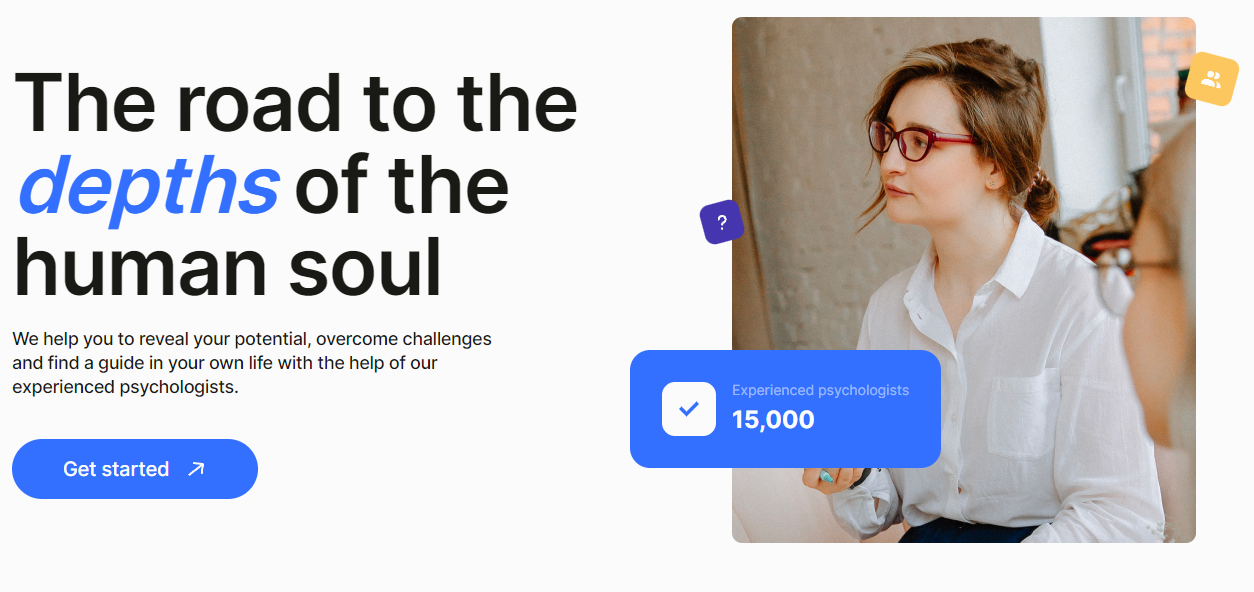 The road to the
depths of the
human soul
We help you to reveal your potential, overcome challenges
and find a guide in your own life with the help of our
experienced psychologists.
Get started
?
Experienced psychologists
15,000